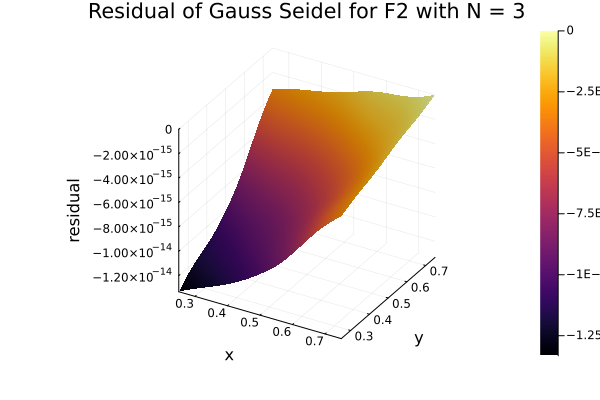 Residual of Gauss Seidel for F2 with N = 3
residual
0
−2.00×10⁻¹⁵
−4.00×10⁻¹⁵
−6.00×10⁻¹⁵
−8.00×10⁻¹⁵
−1.00×10⁻¹⁴
−1.20×10⁻¹⁴
0.3 0.4 0.5 0.6 0.7
x
0.3 0.4 0.5 0.6 0.7
y
0
−2.5E
−5E−
−7.5E
−1E−
−1.25